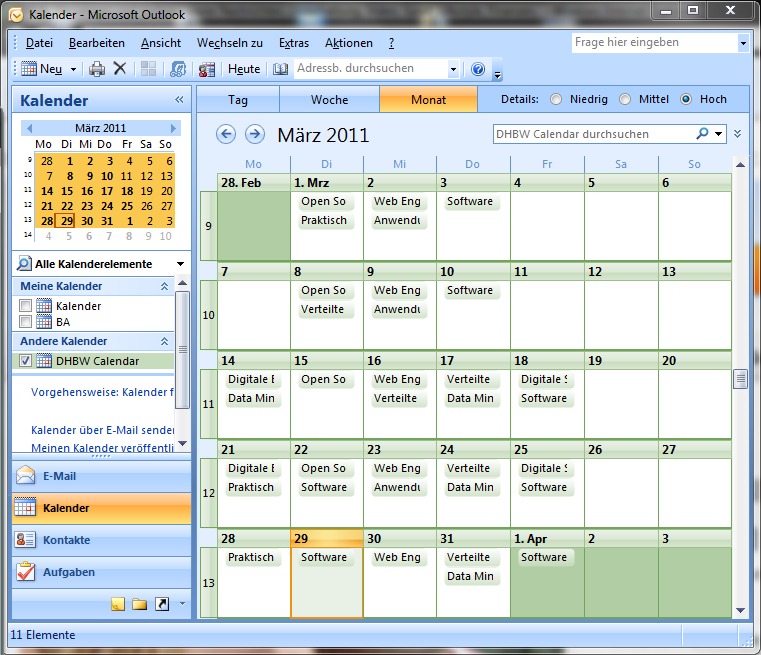 Kalender - Microsoft Outlook
Datei Bearbeiten Ansicht Wechseln zu Extras Aktionen ?
Frage hier eingeben
Neu Heute Adressb. durchsuchen
Kalender «
Tag Woche Monat Details: Niedrig Mittel Hoch
März 2011
Mo Di Mi Do Fr Sa So
9 28 1 2 3 4 5 6
10 7 8 9 10 11 12 13
11 14 15 16 17 18 19 20
12 21 22 23 24 25 26 27
13 28 29 30 31 1 2 3
14 4 5 6 7 8 9 10
Alle Kalenderelemente
Meine Kalender
Kalender
BA
Andere Kalender
DHBW Calendar
Vorgehensweise: Kalender f
Kalender über E-Mail sender
Meinen Kalender veröffentli
E-Mail
Kalender
Kontakte
Aufgaben
März 2011
DHBW Calendar durchsuchen
Mo Di Mi Do Fr Sa So
28. Feb 1. Mrz 2 3 4 5 6
Open So Web Eng Software
Praktisch Anwendu
9
7 8 9 10 11 12 13
Open So Web Eng Software
Verteilte Anwendu
10
14 15 16 17 18 19 20
Digitale E Open So Web Eng Verteilte Digitale S
Data Min Verteilte Data Min Software
11
21 22 23 24 25 26 27
Digitale E Open So Web Eng Verteilte Digitale S
Praktisch Software Anwendu Data Min Software
12
28 29 30 31 1. Apr 2 3
Praktisch Software Web Eng Verteilte Software
Data Min
13
11 Elemente